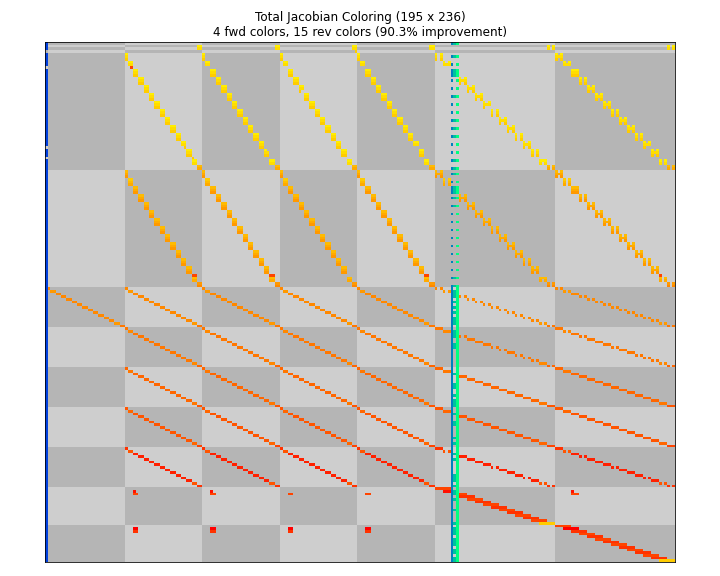 Total Jacobian Coloring (195 x 236)
4 fwd colors, 15 rev colors (90.3% improvement)